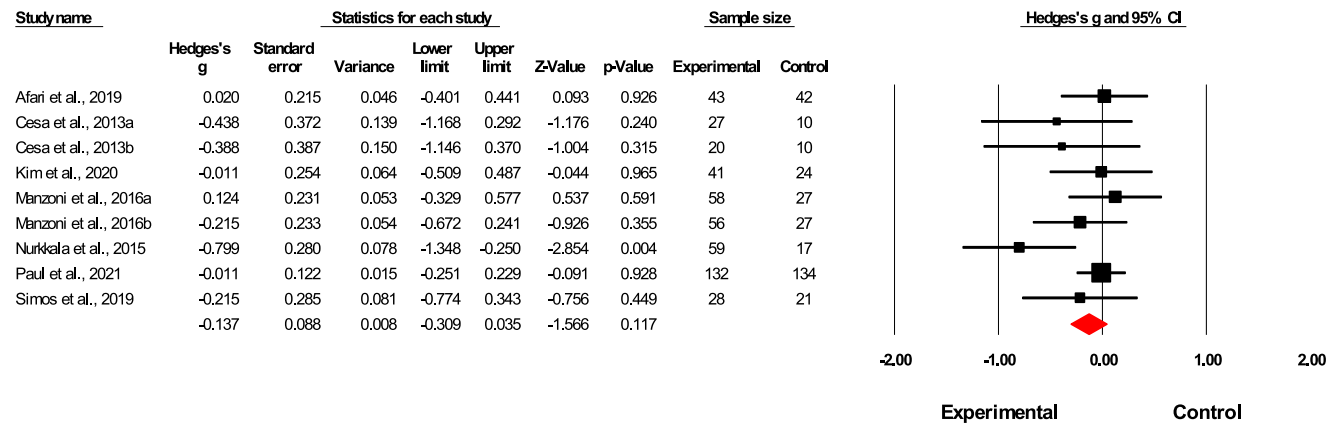 Study name Statistics for each study Sample size Hedges's g and 95% CI
Hedges's g Standard error Variance Lower limit Upper limit Z-Value p-Value Experimental Control
Afari et al., 2019 0.020 0.215 0.046 -0.401 0.441 0.093 0.926 43 42
Cesa et al., 2013a -0.438 0.372 0.139 -1.168 0.292 -1.176 0.240 27 10
Cesa et al., 2013b -0.388 0.387 0.150 -1.146 0.370 -1.004 0.315 20 10
Kim et al., 2020 -0.011 0.254 0.064 -0.509 0.487 -0.044 0.965 41 24
Manzoni et al., 2016a 0.124 0.231 0.053 -0.329 0.577 0.537 0.591 58 27
Manzoni et al., 2016b -0.215 0.233 0.054 -0.672 0.241 -0.926 0.355 56 27
Nurkkala et al., 2015 -0.799 0.280 0.078 -1.348 -0.250 -2.854 0.004 59 17
Paul et al., 2021 -0.011 0.122 0.015 -0.251 0.229 -0.091 0.928 132 134
Simos et al., 2019 -0.215 0.285 0.081 -0.774 0.343 -0.756 0.449 28 21
-0.137 0.088 0.008 -0.309 0.035 -1.566 0.117
-2.00 -1.00 0.00 1.00 2.00
Experimental Control